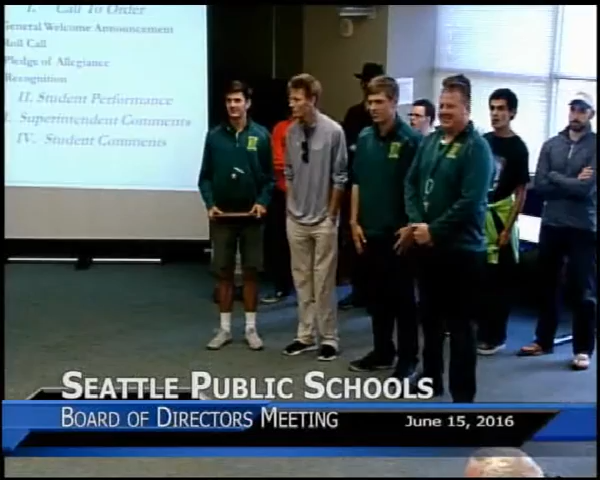 I. Call To Order
General Welcome Announcement
Roll Call
Pledge of Allegiance
Recognition
II. Student Performance
I. Superintendent Comments
IV. Student Comments
SEATTLE PUBLIC SCHOOLS
BOARD OF DIRECTORS MEETING
June 15, 2016